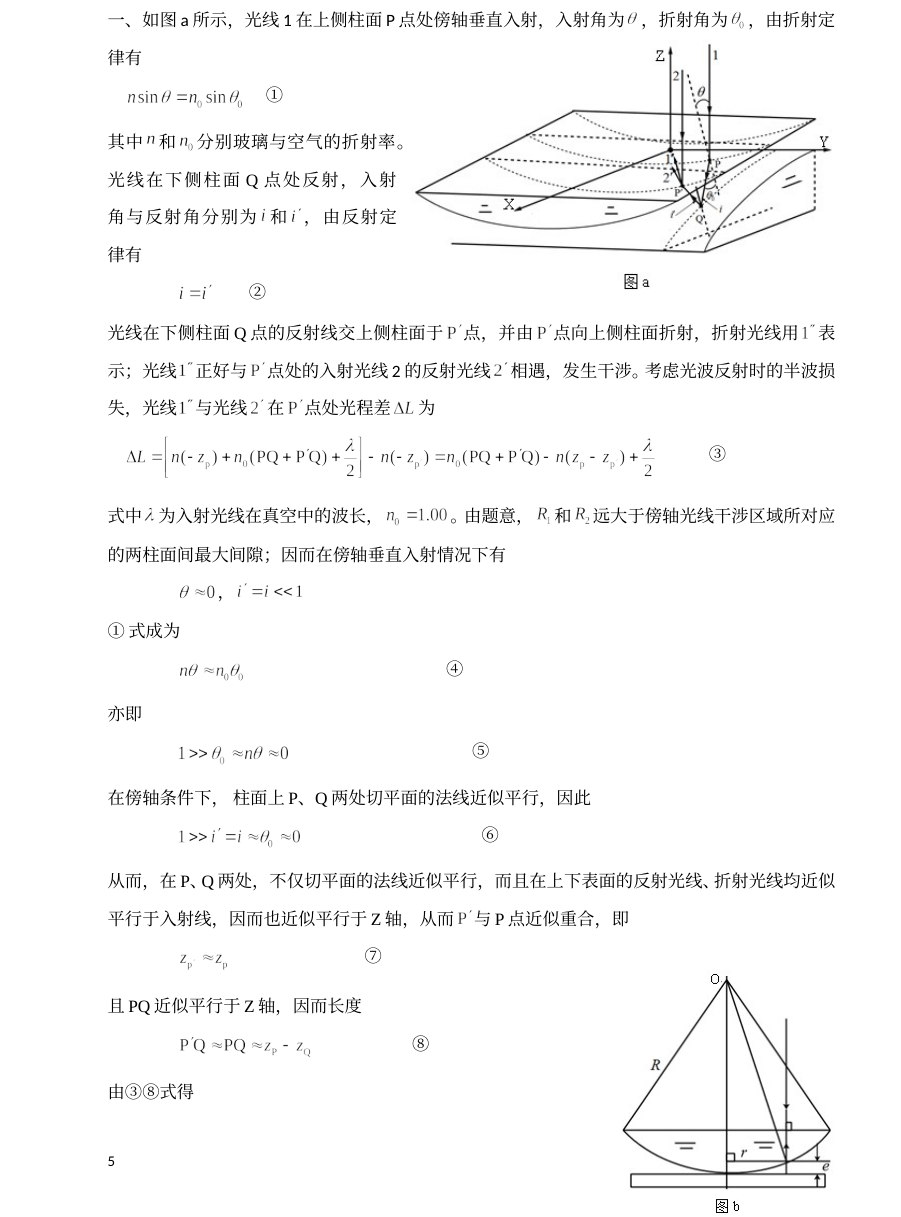 一、如图 a 所示，光线 1 在上侧柱面 P 点处傍轴垂直入射，入射角为 θ，折射角为 θ₀，由折射定
律有
n sin θ = n₀ sin θ₀ ①
其中 n 和 n₀ 分别玻璃与空气的折射率。
光线在下侧柱面 Q 点处反射，入射
角与反射角分别为 i 和 i′，由反射定
律有
i = i′ ②
Z
1
2
θ
Y
1″
P
2′
P′
θ₀
X
i′
Q
i
图a
光线在下侧柱面 Q 点的反射线交上侧柱面于 P′点，并由 P′点向上侧柱面折射，折射光线用 1″ 表
示；光线1″ 正好与 P′点处的入射光线 2 的反射光线 2′ 相遇，发生干涉。考虑光波反射时的半波损
失，光线1″ 与光线 2′ 在 P′点处光程差 ΔL 为
ΔL = [n(−zₚ) + n₀(PQ + P′Q) + λ/2] − n(−zₚ) = n₀(PQ + P′Q) − n(zₚ − zₚ) + λ/2 ③
式中 λ 为入射光线在真空中的波长，n₀ = 1.00。由题意，R₁ 和 R₂ 远大于傍轴光线干涉区域所对应
的两柱面间最大间隙；因而在傍轴垂直入射情况下有
θ ≈ 0，i′ = i << 1
① 式成为
nθ ≈ n₀θ₀ ④
亦即
1 >> θ₀ ≈ nθ ≈ 0 ⑤
在傍轴条件下， 柱面上 P、Q 两处切平面的法线近似平行，因此
1 >> i′ = i ≈ θ₀ ≈ 0 ⑥
从而，在 P、Q 两处，不仅切平面的法线近似平行，而且在上下表面的反射光线、折射光线均近似
平行于入射线，因而也近似平行于 Z 轴，从而 P′ 与 P 点近似重合，即
zₚ ≈ zₚ ⑦
且 PQ 近似平行于 Z 轴，因而长度
P′Q ≈ PQ ≈ z_P − z_Q ⑧
由③⑧式得
O
R
r
e
图b
5